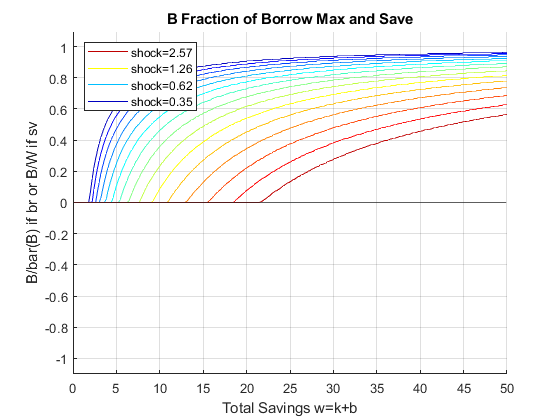 B Fraction of Borrow Max and Save
shock=2.57
shock=1.26
shock=0.62
shock=0.35
1
0.8
0.6
0.4
0.2
0
-0.2
-0.4
-0.6
-0.8
-1
B/bar(B) if br or B/W if sv
0 5 10 15 20 25 30 35 40 45 50
Total Savings w=k+b